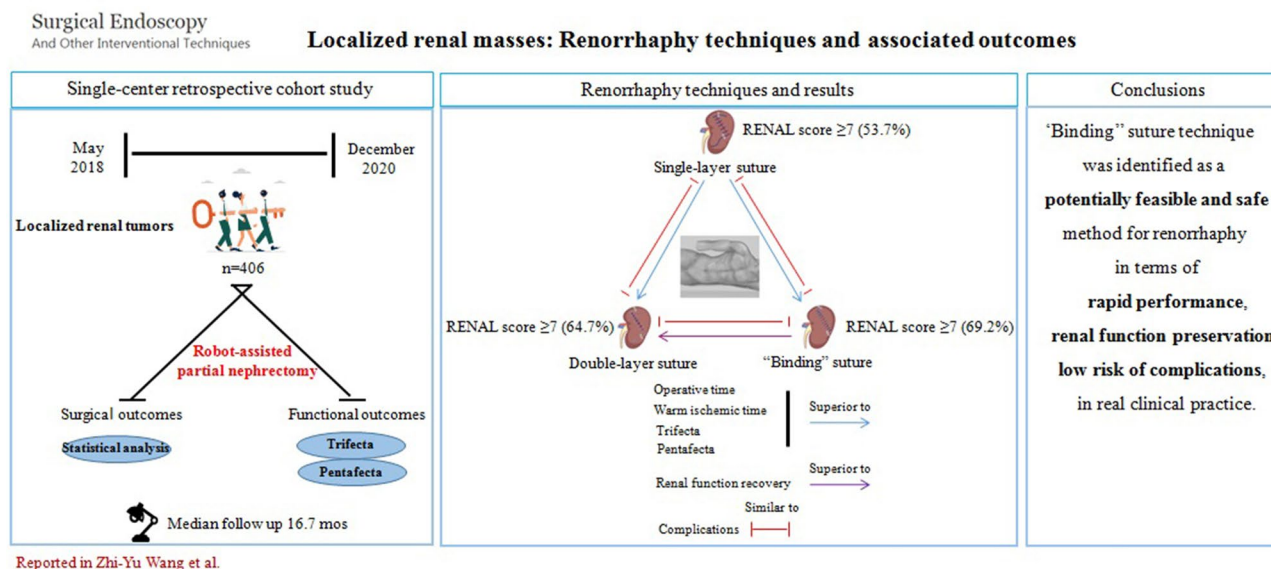 Surgical Endoscopy
And Other Interventional Techniques
Localized renal masses: Renorrhaphy techniques and associated outcomes
Single-center retrospective cohort study
May
2018
December
2020
Localized renal tumors
n=406
Robot-assisted
partial nephrectomy
Surgical outcomes
Functional outcomes
Statistical analysis
Trifecta
Pentafecta
Median follow up 16.7 mos
Renorrhaphy techniques and results
RENAL score ≥7 (53.7%)
Single-layer suture
RENAL score ≥7 (64.7%)
RENAL score ≥7 (69.2%)
Double-layer suture
“Binding” suture
Operative time
Warm ischemic time
Trifecta
Pentafecta
Superior to
Renal function recovery
Superior to
Similar to
Complications
Conclusions
‘Binding” suture technique
was identified as a
potentially feasible and safe
method for renorrhaphy
in terms of
rapid performance,
renal function preservation
low risk of complications,
in real clinical practice.
Reported in Zhi-Yu Wang et al.